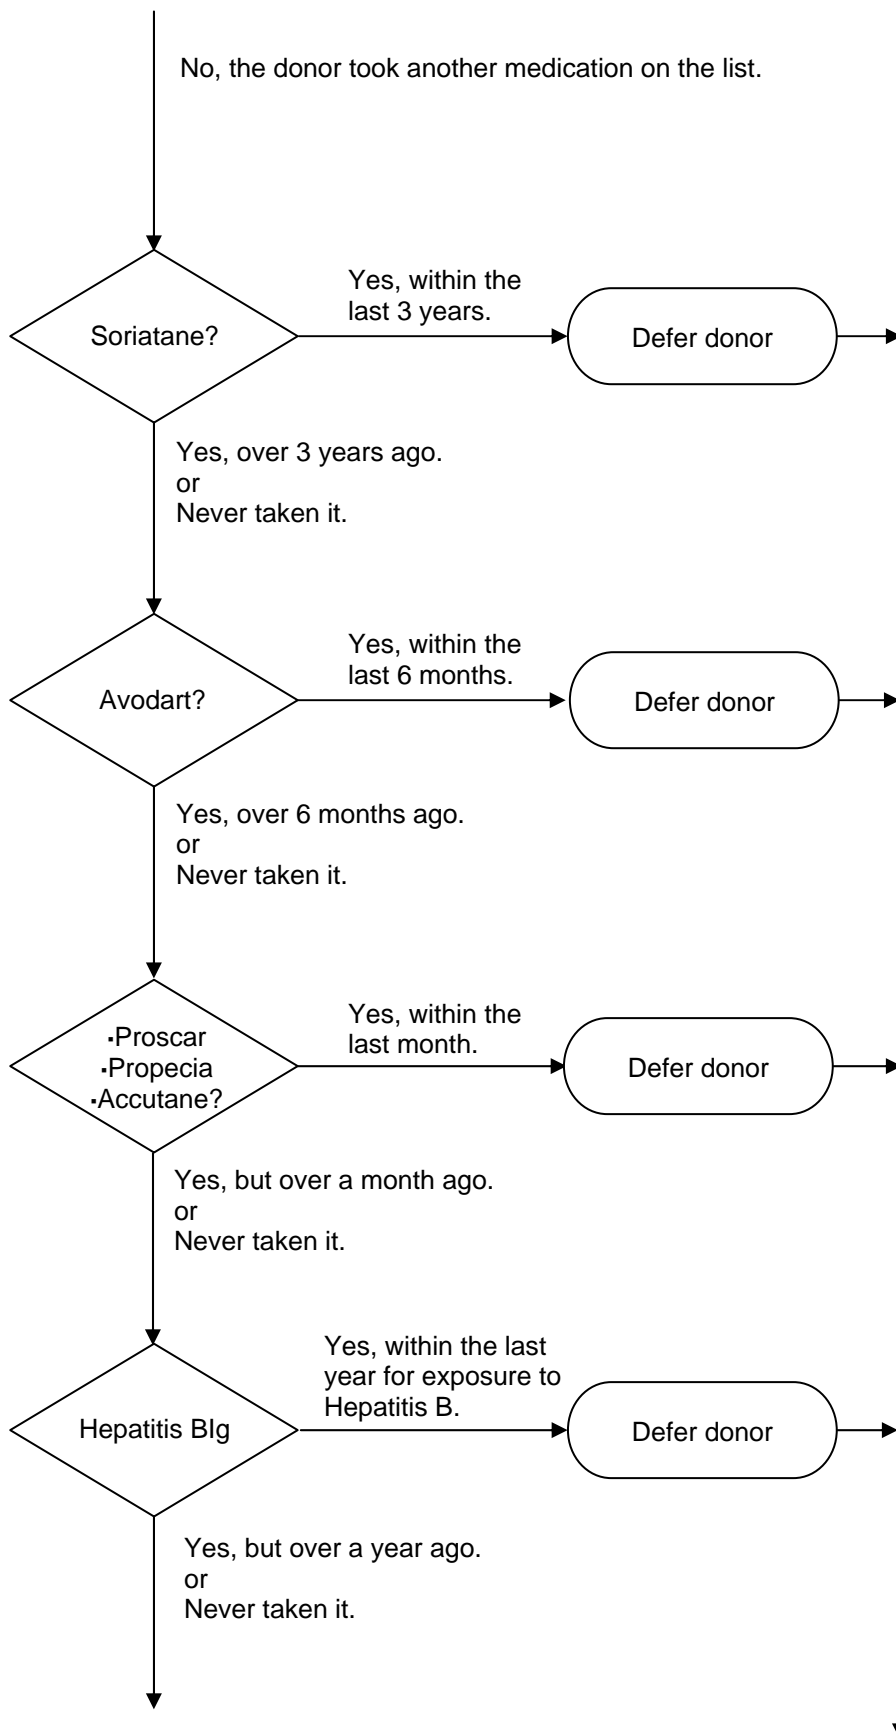 No, the donor took another medication on the list.
Yes, within the
last 3 years.
Soriatane?
Defer donor
Yes, over 3 years ago.
or
Never taken it.
Yes, within the
last 6 months.
Avodart?
Defer donor
Yes, over 6 months ago.
or
Never taken it.
Yes, within the
last month.
▪Proscar
▪Propecia
▪Accutane?
Defer donor
Yes, but over a month ago.
or
Never taken it.
Yes, within the last
year for exposure to
Hepatitis B.
Hepatitis BIg
Defer donor
Yes, but over a year ago.
or
Never taken it.